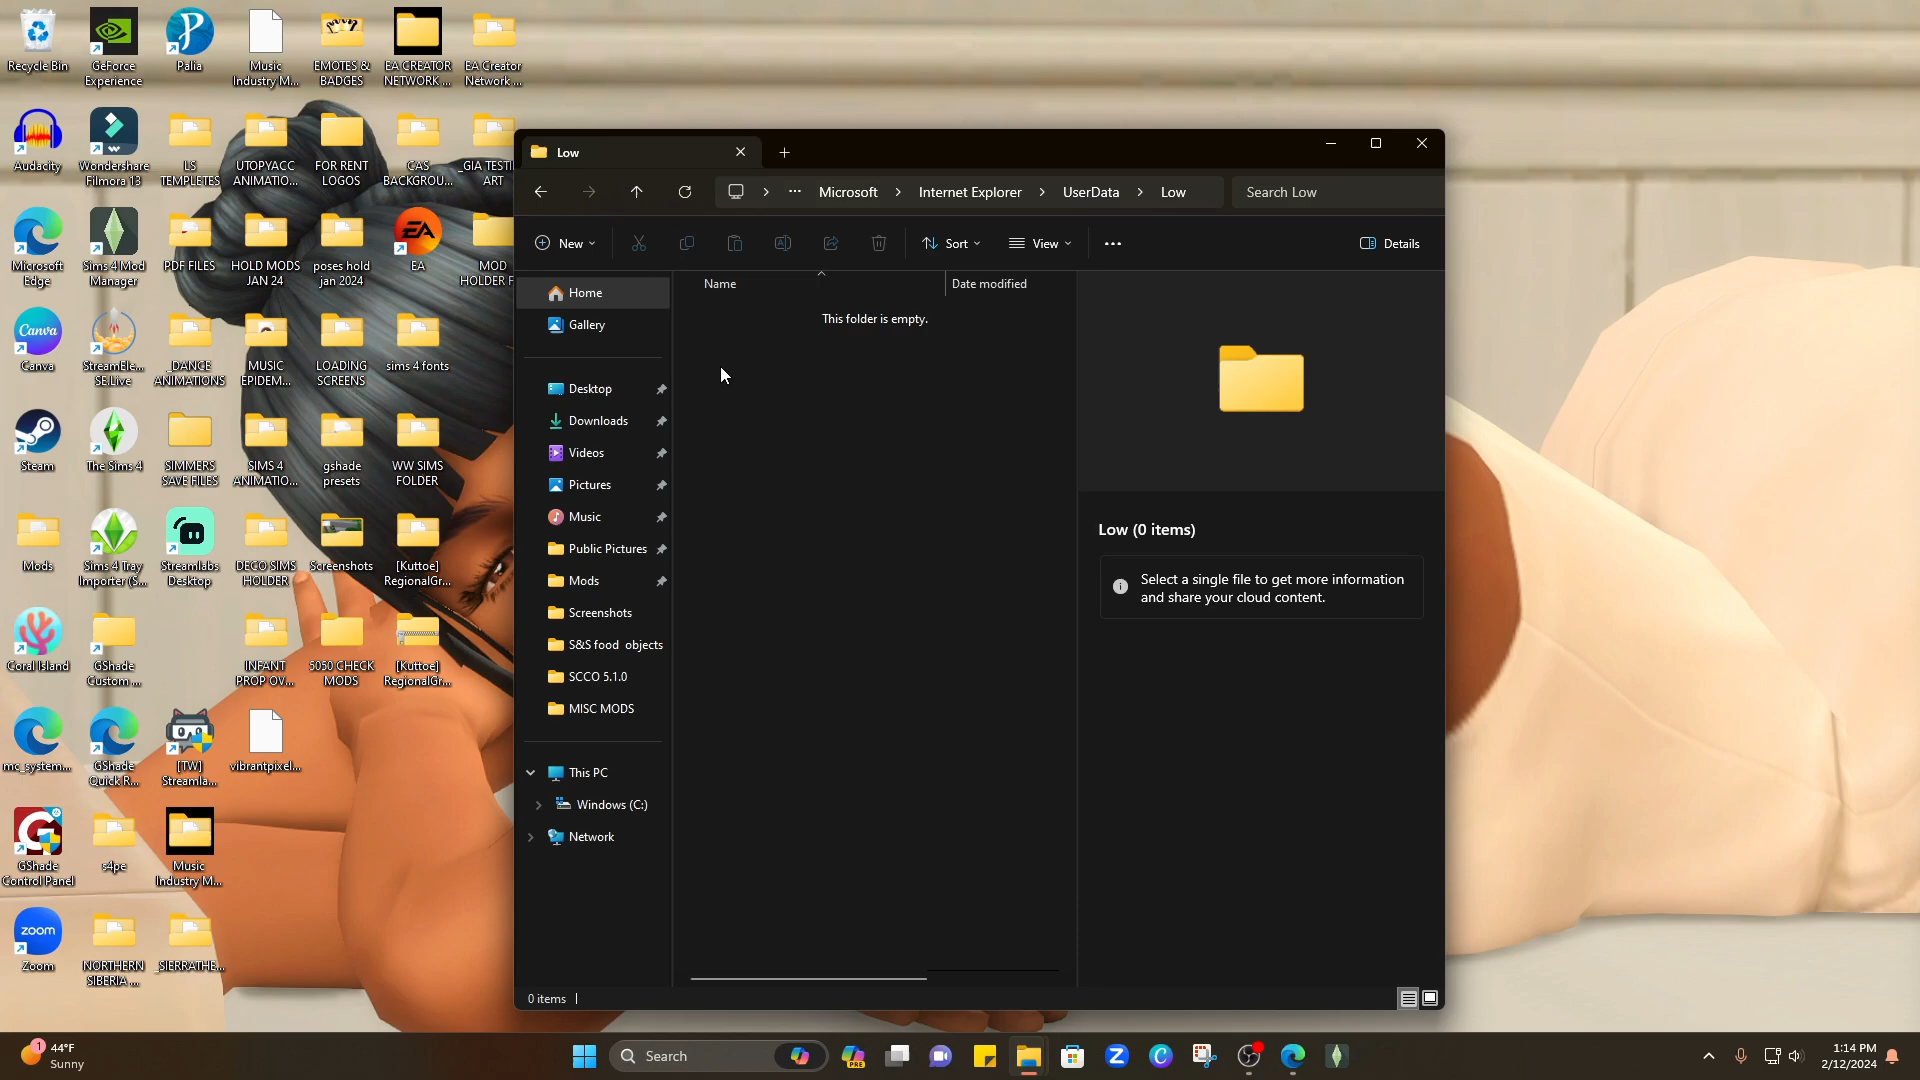 Recycle Bin
GeForce
Experience
Palia
Music
Industry M...
EMOTES &
BADGES
EA CREATOR
NETWORK ...
EA Creator
Network ...
Audacity
Wondershare
Filmora 13
LS
TEMPLETES
UTOPYACC
ANIMATIO...
FOR RENT
LOGOS
CAS
BACKGROU...
_GIA TESTI
ART
Microsoft
Edge
Sims 4 Mod
Manager
PDF FILES
HOLD MODS
JAN 24
poses hold
jan 2024
EA
EA
MOD
HOLDER F
Canva
Canva
StreamEle...
SE.Live
_DANCE
ANIMATIONS
MUSIC
EPIDEM...
LOADING
SCREENS
sims 4 fonts
Steam
The Sims 4
SIMMERS
SAVE FILES
SIMS 4
ANIMATIO...
gshade
presets
WW SIMS
FOLDER
Mods
Sims 4 Tray
Importer (S...
Streamlabs
Desktop
DECO SIMS
HOLDER
Screenshots
[Kuttoe]
RegionalGr...
Coral Island
GShade
Custom ...
INFANT
PROP OV...
5050 CHECK
MODS
[Kuttoe]
RegionalGr...
mc_system...
GShade
Quick R...
[TW]
Streamla...
vibrantpixel...
GShade
Control Panel
s4pe
Music
Industry M...
zoom
Zoom
NORTHERN
SIBERIA ...
_SIERRATHE...
Low
Microsoft
Internet Explorer
UserData
Low
Search Low
New
Sort
View
Details
Home
Gallery
Desktop
Downloads
Videos
Pictures
Music
Public Pictures
Mods
Screenshots
S&S food objects
SCCO 5.1.0
MISC MODS
This PC
Windows (C:)
Network
Name
Date modified
This folder is empty.
Low (0 items)
Select a single file to get more information
and share your cloud content.
0 items
1
44°F
Sunny
Search
PRE
1:14 PM
2/12/2024